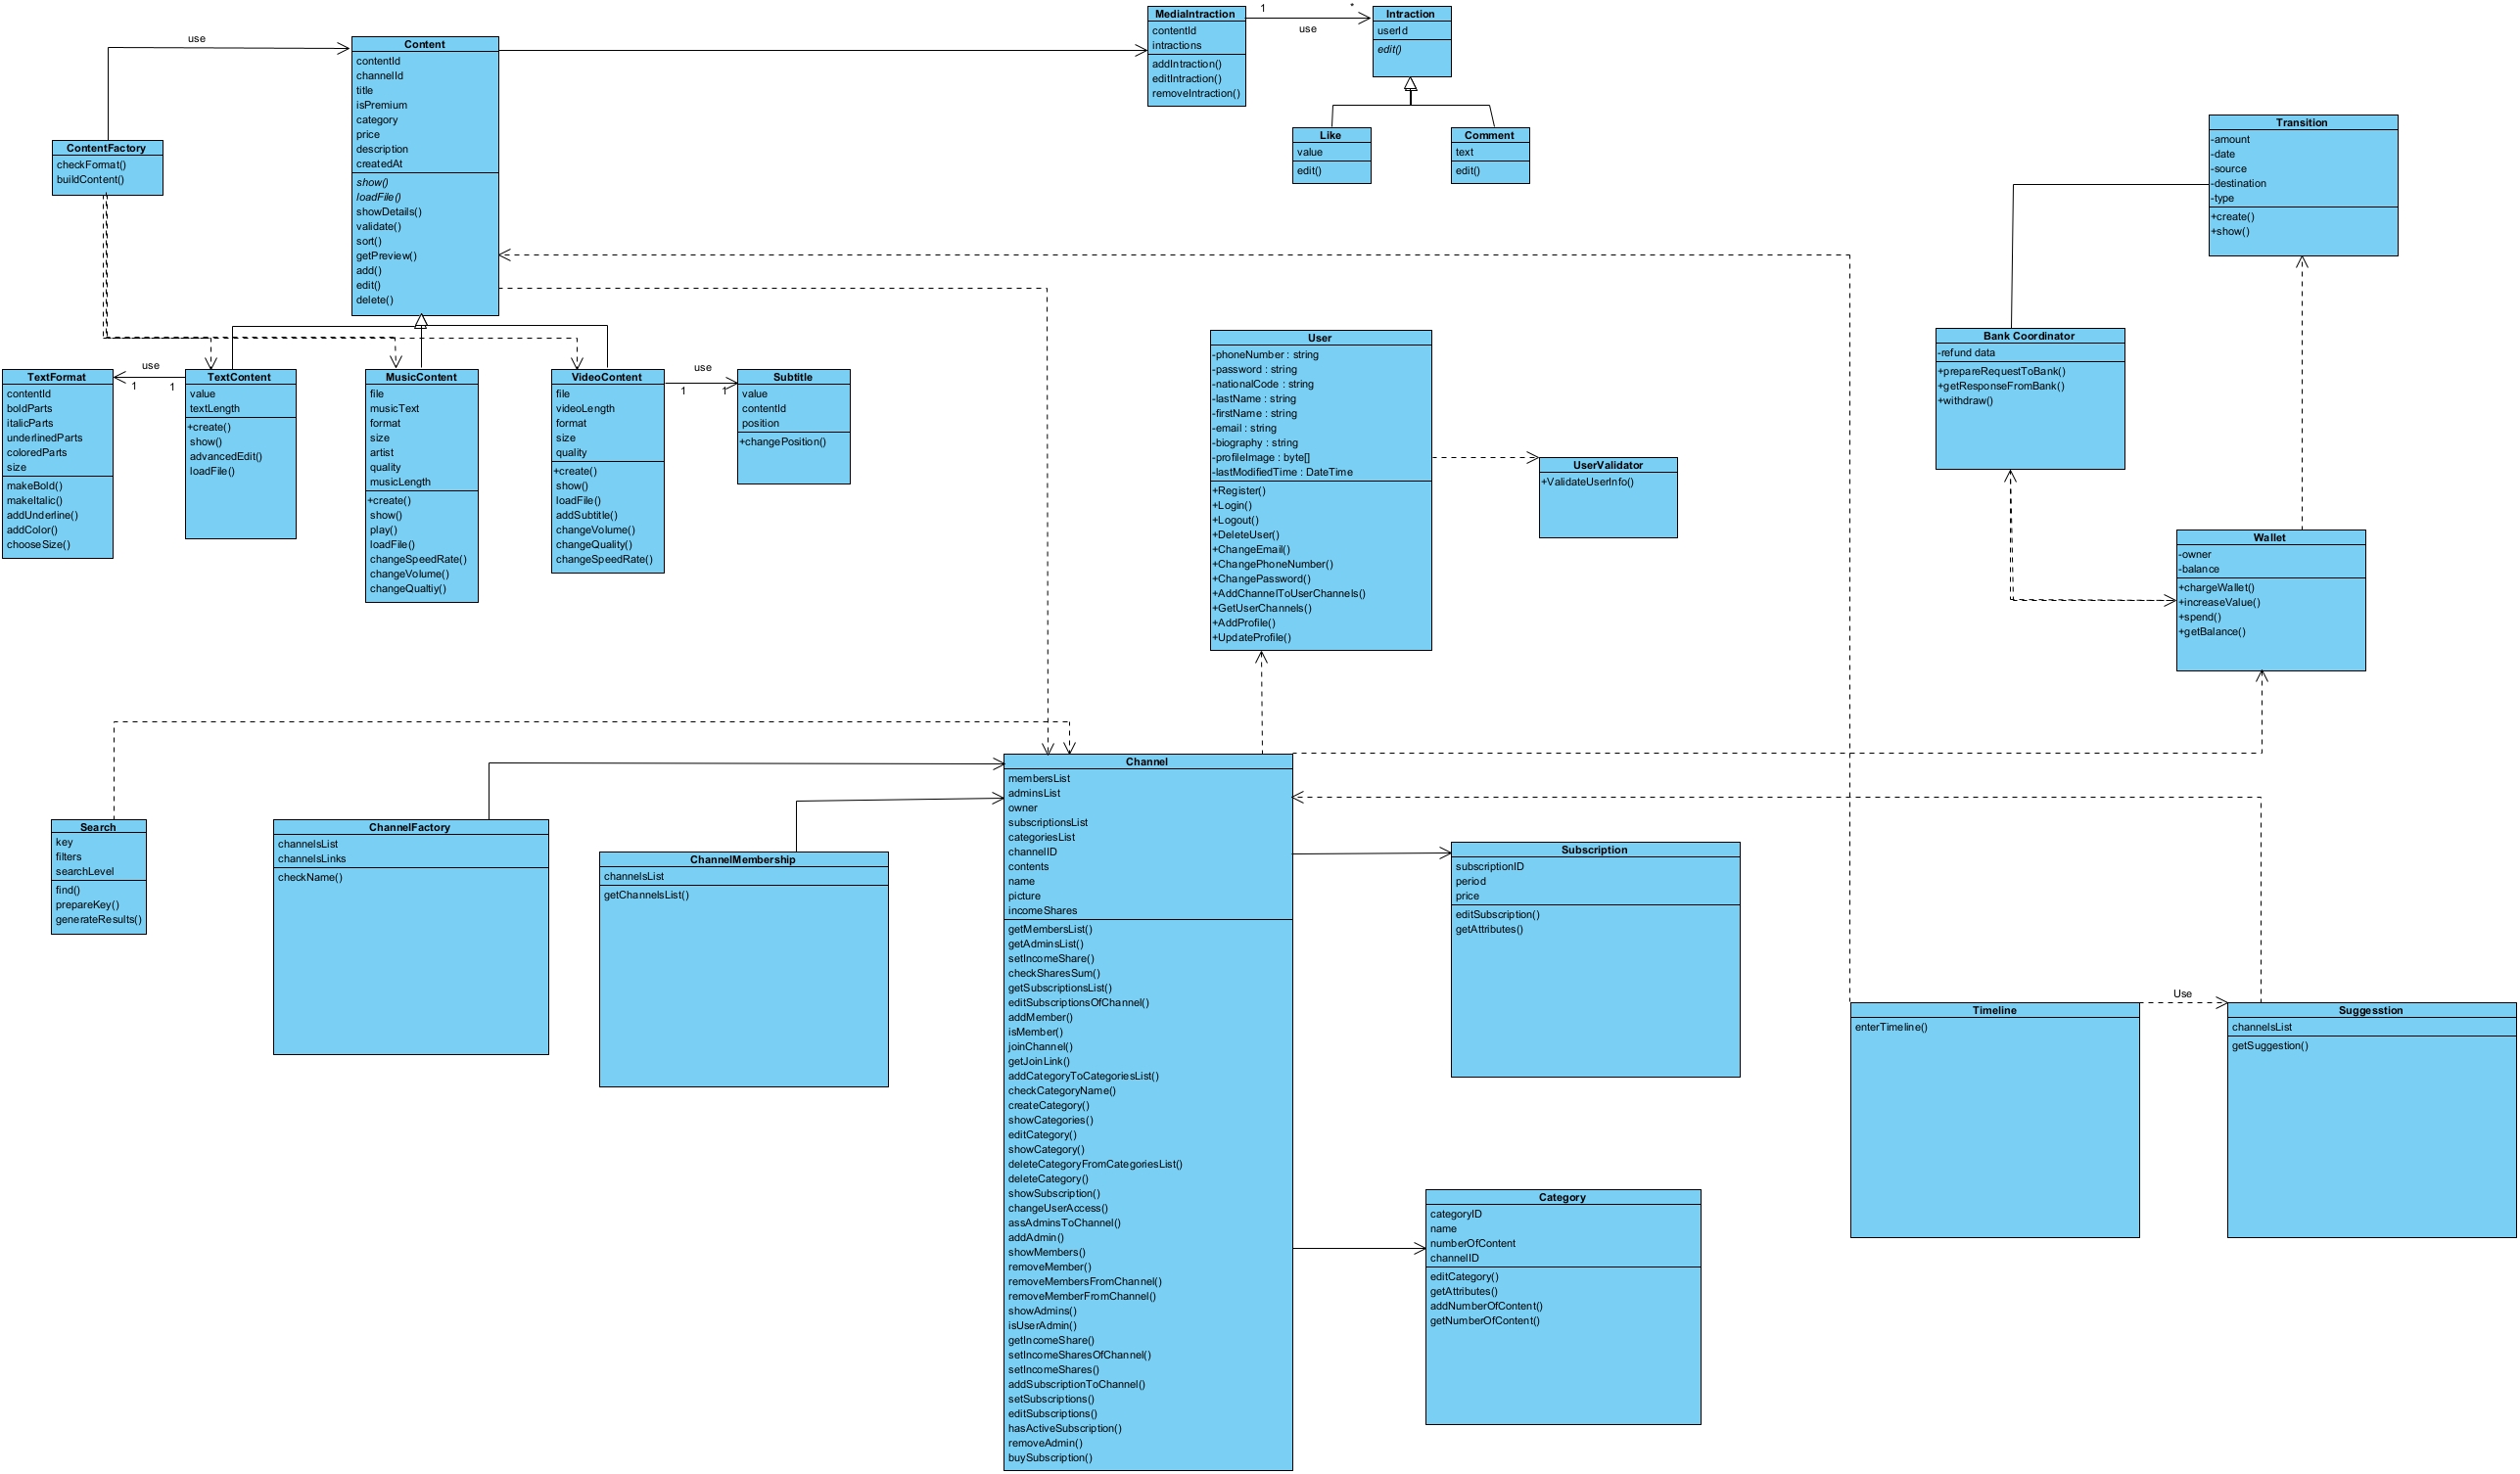 use
Content
contentId
channelId
title
isPremium
category
price
description
createdAt
show()
loadFile()
showDetails()
validate()
sort()
getPreview()
add()
edit()
delete()
MediaIntraction
contentId
intractions
addIntraction()
editIntraction()
removeIntraction()
1
*
use
Intraction
userId
edit()
Like
value
edit()
Comment
text
edit()
Transition
-amount
-date
-source
-destination
-type
+create()
+show()
ContentFactory
checkFormat()
buildContent()
TextFormat
contentId
boldParts
italicParts
underlinedParts
coloredParts
size
makeBold()
makeItalic()
addUnderline()
addColor()
chooseSize()
use
1
1
TextContent
value
textLength
+create()
show()
advancedEdit()
loadFile()
MusicContent
file
musicText
format
size
artist
quality
musicLength
+create()
show()
play()
loadFile()
changeSpeedRate()
changeVolume()
changeQualtiy()
VideoContent
file
videoLength
format
size
quality
+create()
show()
loadFile()
addSubtitle()
changeVolume()
changeQuality()
changeSpeedRate()
use
1
1
Subtitle
value
contentId
position
+changePosition()
User
-phoneNumber : string
-password : string
-nationalCode : string
-lastName : string
-firstName : string
-email : string
-biography : string
-profileImage : byte[]
-lastModifiedTime : DateTime
+Register()
+Login()
+Logout()
+DeleteUser()
+ChangeEmail()
+ChangePhoneNumber()
+ChangePassword()
+AddChannelToUserChannels()
+GetUserChannels()
+AddProfile()
+UpdateProfile()
UserValidator
+ValidateUserInfo()
Bank Coordinator
-refund data
+prepareRequestToBank()
+getResponseFromBank()
+withdraw()
Wallet
-owner
-balance
+chargeWallet()
+increaseValue()
+spend()
+getBalance()
Search
key
filters
searchLevel
find()
prepareKey()
generateResults()
ChannelFactory
channelsList
channelsLinks
checkName()
ChannelMembership
channelsList
getChannelsList()
Channel
membersList
adminsList
owner
subscriptionsList
categoriesList
channelID
contents
name
picture
incomeShares
getMembersList()
getAdminsList()
setIncomeShare()
checkSharesSum()
getSubscriptionsList()
editSubscriptionsOfChannel()
addMember()
isMember()
joinChannel()
getJoinLink()
addCategoryToCategoriesList()
checkCategoryName()
createCategory()
showCategories()
editCategory()
showCategory()
deleteCategoryFromCategoriesList()
deleteCategory()
showSubscription()
changeUserAccess()
assAdminsToChannel()
addAdmin()
showMembers()
removeMember()
removeMembersFromChannel()
removeMemberFromChannel()
showAdmins()
isUserAdmin()
getIncomeShare()
setIncomeSharesOfChannel()
setIncomeShares()
addSubscriptionToChannel()
setSubscriptions()
editSubscriptions()
hasActiveSubscription()
removeAdmin()
buySubscription()
Subscription
subscriptionID
period
price
editSubscription()
getAttributes()
Category
categoryID
name
numberOfContent
channelID
editCategory()
getAttributes()
addNumberOfContent()
getNumberOfContent()
Timeline
enterTimeline()
Use
Suggesstion
channelsList
getSuggestion()